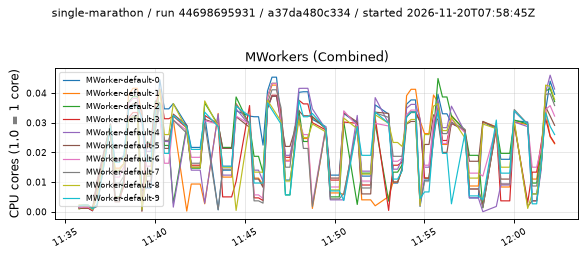 single-marathon / run 44698695931 / a37da480c334 / started 2026-11-20T07:58:45Z
MWorkers (Combined)
CPU cores (1.0 = 1 core)
0.04
0.03
0.02
0.01
0.00
MWorker-default-0
MWorker-default-1
MWorker-default-2
MWorker-default-3
MWorker-default-4
MWorker-default-5
MWorker-default-6
MWorker-default-7
MWorker-default-8
MWorker-default-9
11:35
11:40
11:45
11:50
11:55
12:00